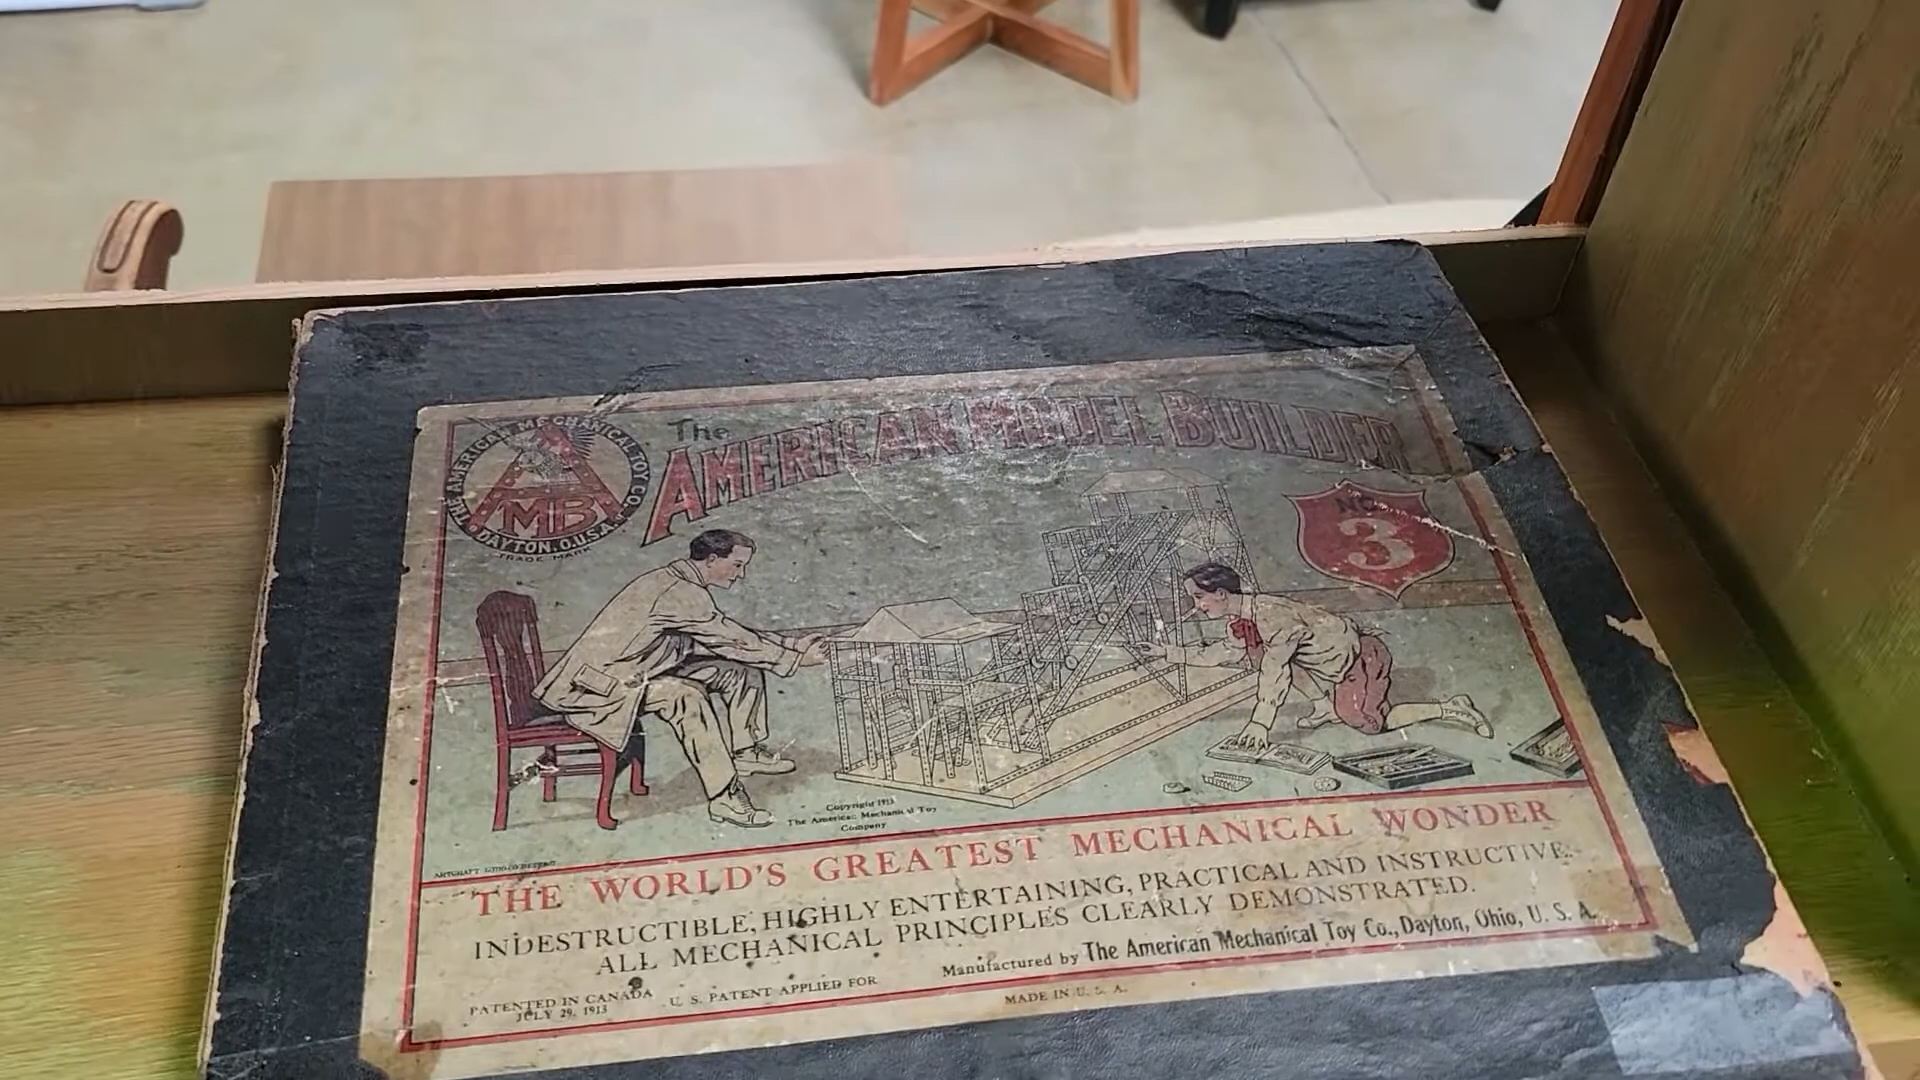 The
AMERICAN MODEL BUILDER
THE AMERICAN MECHANICAL TOY CO.
MB
DAYTON, O. U.S.A.
TRADE MARK
NO.
3
Copyright 1913
The American Mechanical Toy
Company
THE WORLD'S GREATEST MECHANICAL WONDER
INDESTRUCTIBLE, HIGHLY ENTERTAINING, PRACTICAL AND INSTRUCTIVE.
ALL MECHANICAL PRINCIPLES CLEARLY DEMONSTRATED.
Manufactured by The American Mechanical Toy Co., Dayton, Ohio, U. S. A.
PATENTED IN CANADA
JULY 29, 1913
U. S. PATENT APPLIED FOR
MADE IN U. S. A.